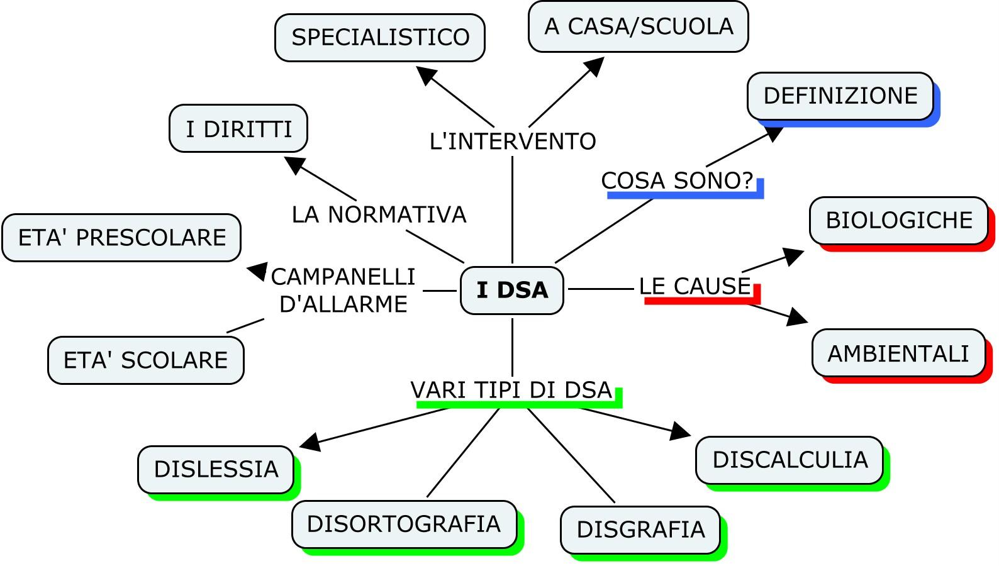 A CASA/SCUOLA
SPECIALISTICO
DEFINIZIONE
I DIRITTI
L'INTERVENTO
COSA SONO?
LA NORMATIVA
BIOLOGICHE
ETA' PRESCOLARE
CAMPANELLI
D'ALLARME
I DSA
LE CAUSE
ETA' SCOLARE
AMBIENTALI
VARI TIPI DI DSA
DISLESSIA
DISCALCULIA
DISORTOGRAFIA
DISGRAFIA